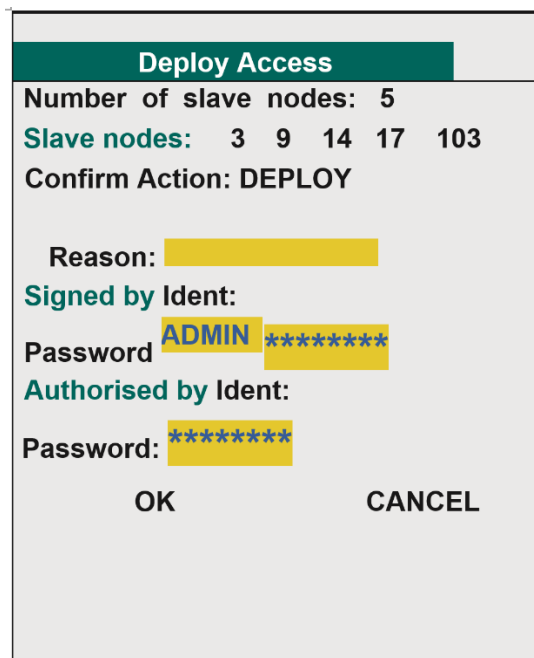 Deploy Access
Number of slave nodes: 5
Slave nodes: 3 9 14 17 103
Confirm Action: DEPLOY
Reason:
Signed by Ident:
Password ADMIN ********
Authorised by Ident:
Password: ********
OK CANCEL